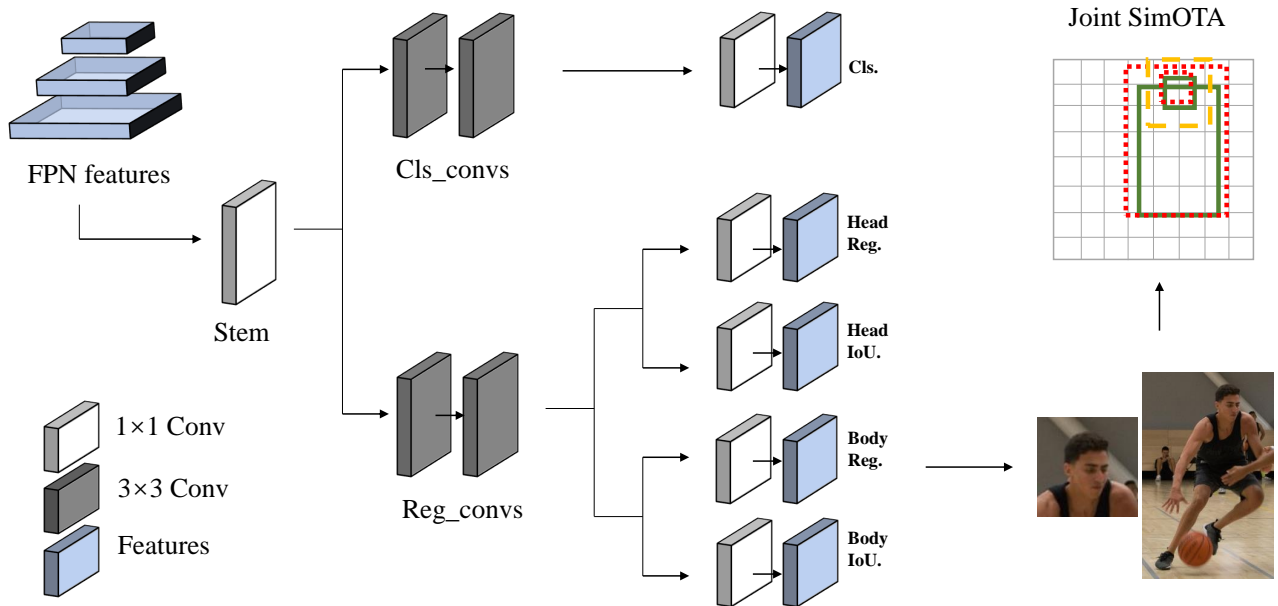 Joint SimOTA
Cls.
FPN features
Cls_convs
Head
Reg.
Stem
Head
IoU.
1×1 Conv
Body
Reg.
3×3 Conv
Reg_convs
Features
Body
IoU.